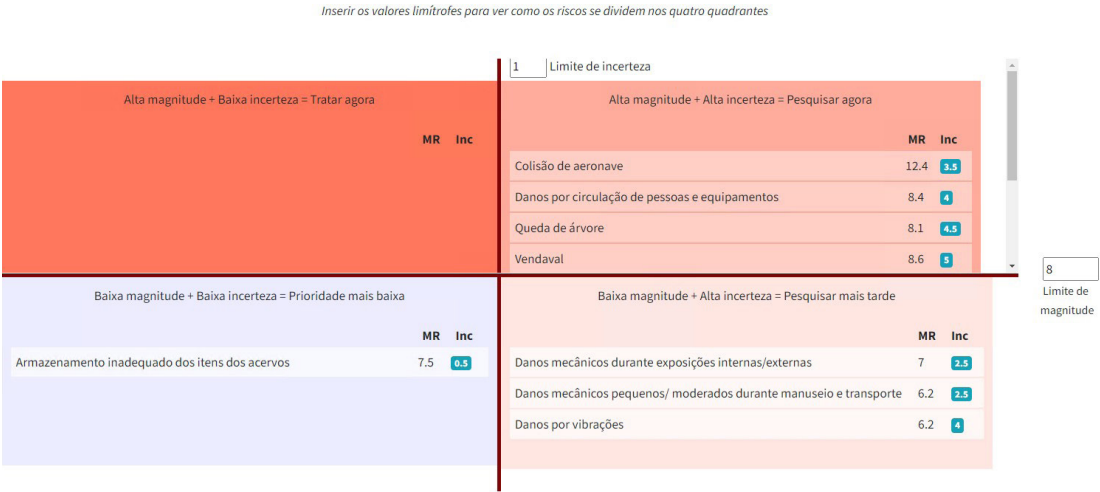 Inserir os valores limítrofes para ver como os riscos se dividem nos quatro quadrantes
1 Limite de incerteza
Alta magnitude + Baixa incerteza = Tratar agora
MR Inc
Alta magnitude + Alta incerteza = Pesquisar agora
MR Inc
Colisão de aeronave 12.4 3.5
Danos por circulação de pessoas e equipamentos 8.4 4
Queda de árvore 8.1 4.5
Vendaval 8.6 5
8
Limite de
magnitude
Baixa magnitude + Baixa incerteza = Prioridade mais baixa
MR Inc
Armazenamento inadequado dos itens dos acervos 7.5 0.5
Baixa magnitude + Alta incerteza = Pesquisar mais tarde
MR Inc
Danos mecânicos durante exposições internas/externas 7 2.5
Danos mecânicos pequenos/ moderados durante manuseio e transporte 6.2 2.5
Danos por vibrações 6.2 4